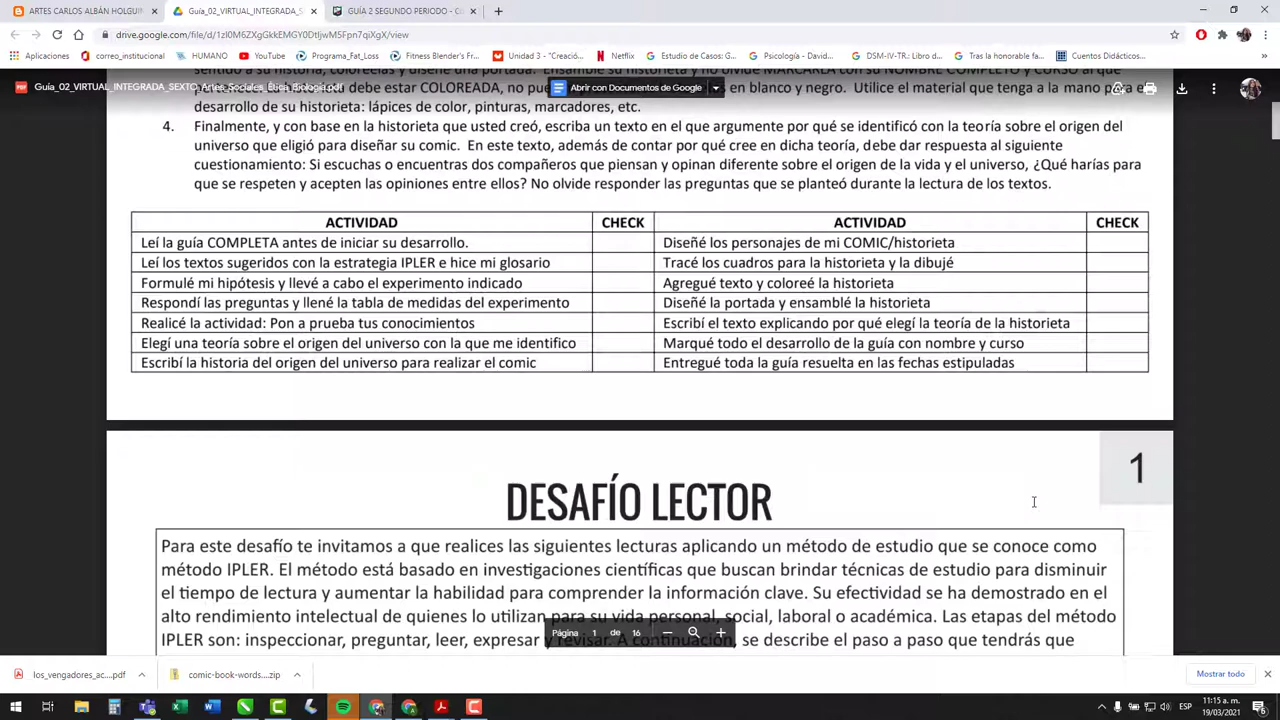 ARTES CARLOS ALBÁN HOLGUIN
Guía_02_VIRTUAL_INTEGRADA_S
GUÍA 2 SEGUNDO PERIODO - C
drive.google.com/file/d/1zI0M6ZXgGkkEMGY0DtIjwM5Fpn7qiXgX/view
Aplicaciones
correo_institucional
HUMANO
YouTube
Programa_Fat_Loss
Fitness Blender's Fr...
Unidad 3 - "Creació...
Netflix
Estudio de Casos: G...
Psicología - David...
DSM-IV-TR.: Guía d...
Tras la honorable fa...
Cuentos Didácticos...
Guía_02_VIRTUAL_INTEGRADA_SEXTO_Artes_Sociales_Ética_Biología.pdf
Abrir con Documentos de Google
debe estar COLOREADA, no en blanco y negro. Utilice el material que tenga a la mano para el
desarrollo de su historieta: lápices de color, pinturas, marcadores, etc.
4. Finalmente, y con base en la historieta que usted creó, escriba un texto en el que argumente por qué se identificó con la teoría sobre el origen del
universo que eligió para diseñar su comic. En este texto, además de contar por qué cree en dicha teoría, debe dar respuesta al siguiente
cuestionamiento: Si escuchas o encuentras dos compañeros que piensan y opinan diferente sobre el origen de la vida y el universo, ¿Qué harías para
que se respeten y acepten las opiniones entre ellos? No olvide responder las preguntas que se planteó durante la lectura de los textos.
ACTIVIDAD CHECK ACTIVIDAD CHECK
Leí la guía COMPLETA antes de iniciar su desarrollo. Diseñé los personajes de mi COMIC/historieta
Leí los textos sugeridos con la estrategia IPLER e hice mi glosario Tracé los cuadros para la historieta y la dibujé
Formulé mi hipótesis y llevé a cabo el experimento indicado Agregué texto y coloreé la historieta
Respondí las preguntas y llené la tabla de medidas del experimento Diseñé la portada y ensamblé la historieta
Realicé la actividad: Pon a prueba tus conocimientos Escribí el texto explicando por qué elegí la teoría de la historieta
Elegí una teoría sobre el origen del universo con la que me identifico Marqué todo el desarrollo de la guía con nombre y curso
Escribí la historia del origen del universo para realizar el comic Entregué toda la guía resuelta en las fechas estipuladas
1
DESAFÍO LECTOR
Para este desafío te invitamos a que realices las siguientes lecturas aplicando un método de estudio que se conoce como
método IPLER. El método está basado en investigaciones científicas que buscan brindar técnicas de estudio para disminuir
el tiempo de lectura y aumentar la habilidad para comprender la información clave. Su efectividad se ha demostrado en el
alto rendimiento intelectual de quienes lo utilizan para su vida personal, social, laboral o académica. Las etapas del método
IPLER son: inspeccionar, preguntar, leer, expresar y revisar. A continuación, se describe el paso a paso que tendrás que
Página 1 de 16
los_vengadores_ac....pdf
comic-book-words....zip
Mostrar todo
11:15 a. m.
19/03/2021